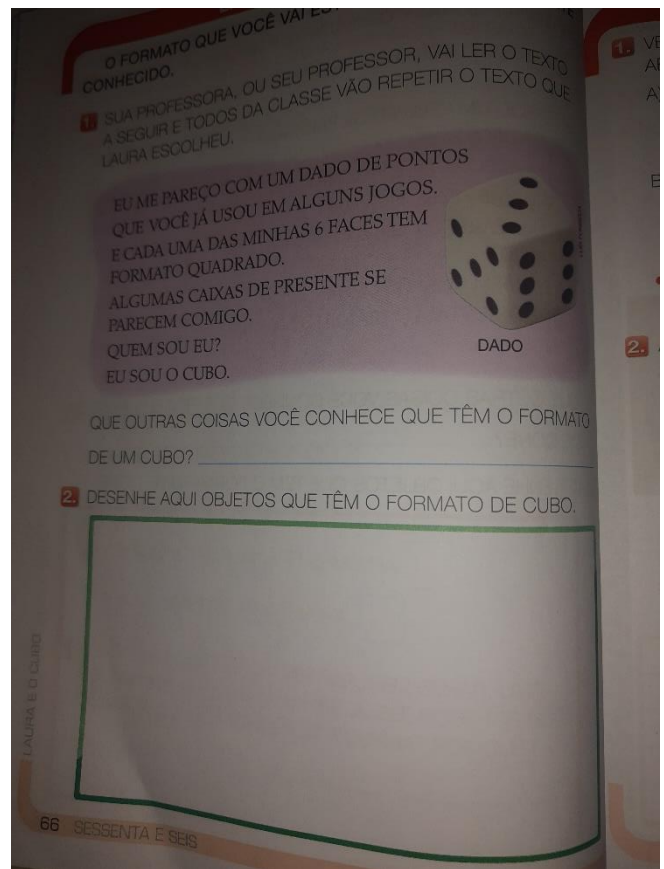 O FORMATO QUE VOCÊ VAI
CONHECIDO.
1. SUA PROFESSORA, OU SEU PROFESSOR, VAI LER O TEXTO
A SEGUIR E TODOS DA CLASSE VÃO REPETIR O TEXTO QUE
LAURA ESCOLHEU.
EU ME PAREÇO COM UM DADO DE PONTOS
QUE VOCÊ JÁ USOU EM ALGUNS JOGOS.
E CADA UMA DAS MINHAS 6 FACES TEM
FORMATO QUADRADO.
ALGUMAS CAIXAS DE PRESENTE SE
PARECEM COMIGO.
QUEM SOU EU?
EU SOU O CUBO.
DADO
QUE OUTRAS COISAS VOCÊ CONHECE QUE TÊM O FORMATO
DE UM CUBO?
2. DESENHE AQUI OBJETOS QUE TÊM O FORMATO DE CUBO.
LAURA E O CUBO
66 SESSENTA E SEIS
1.
2.